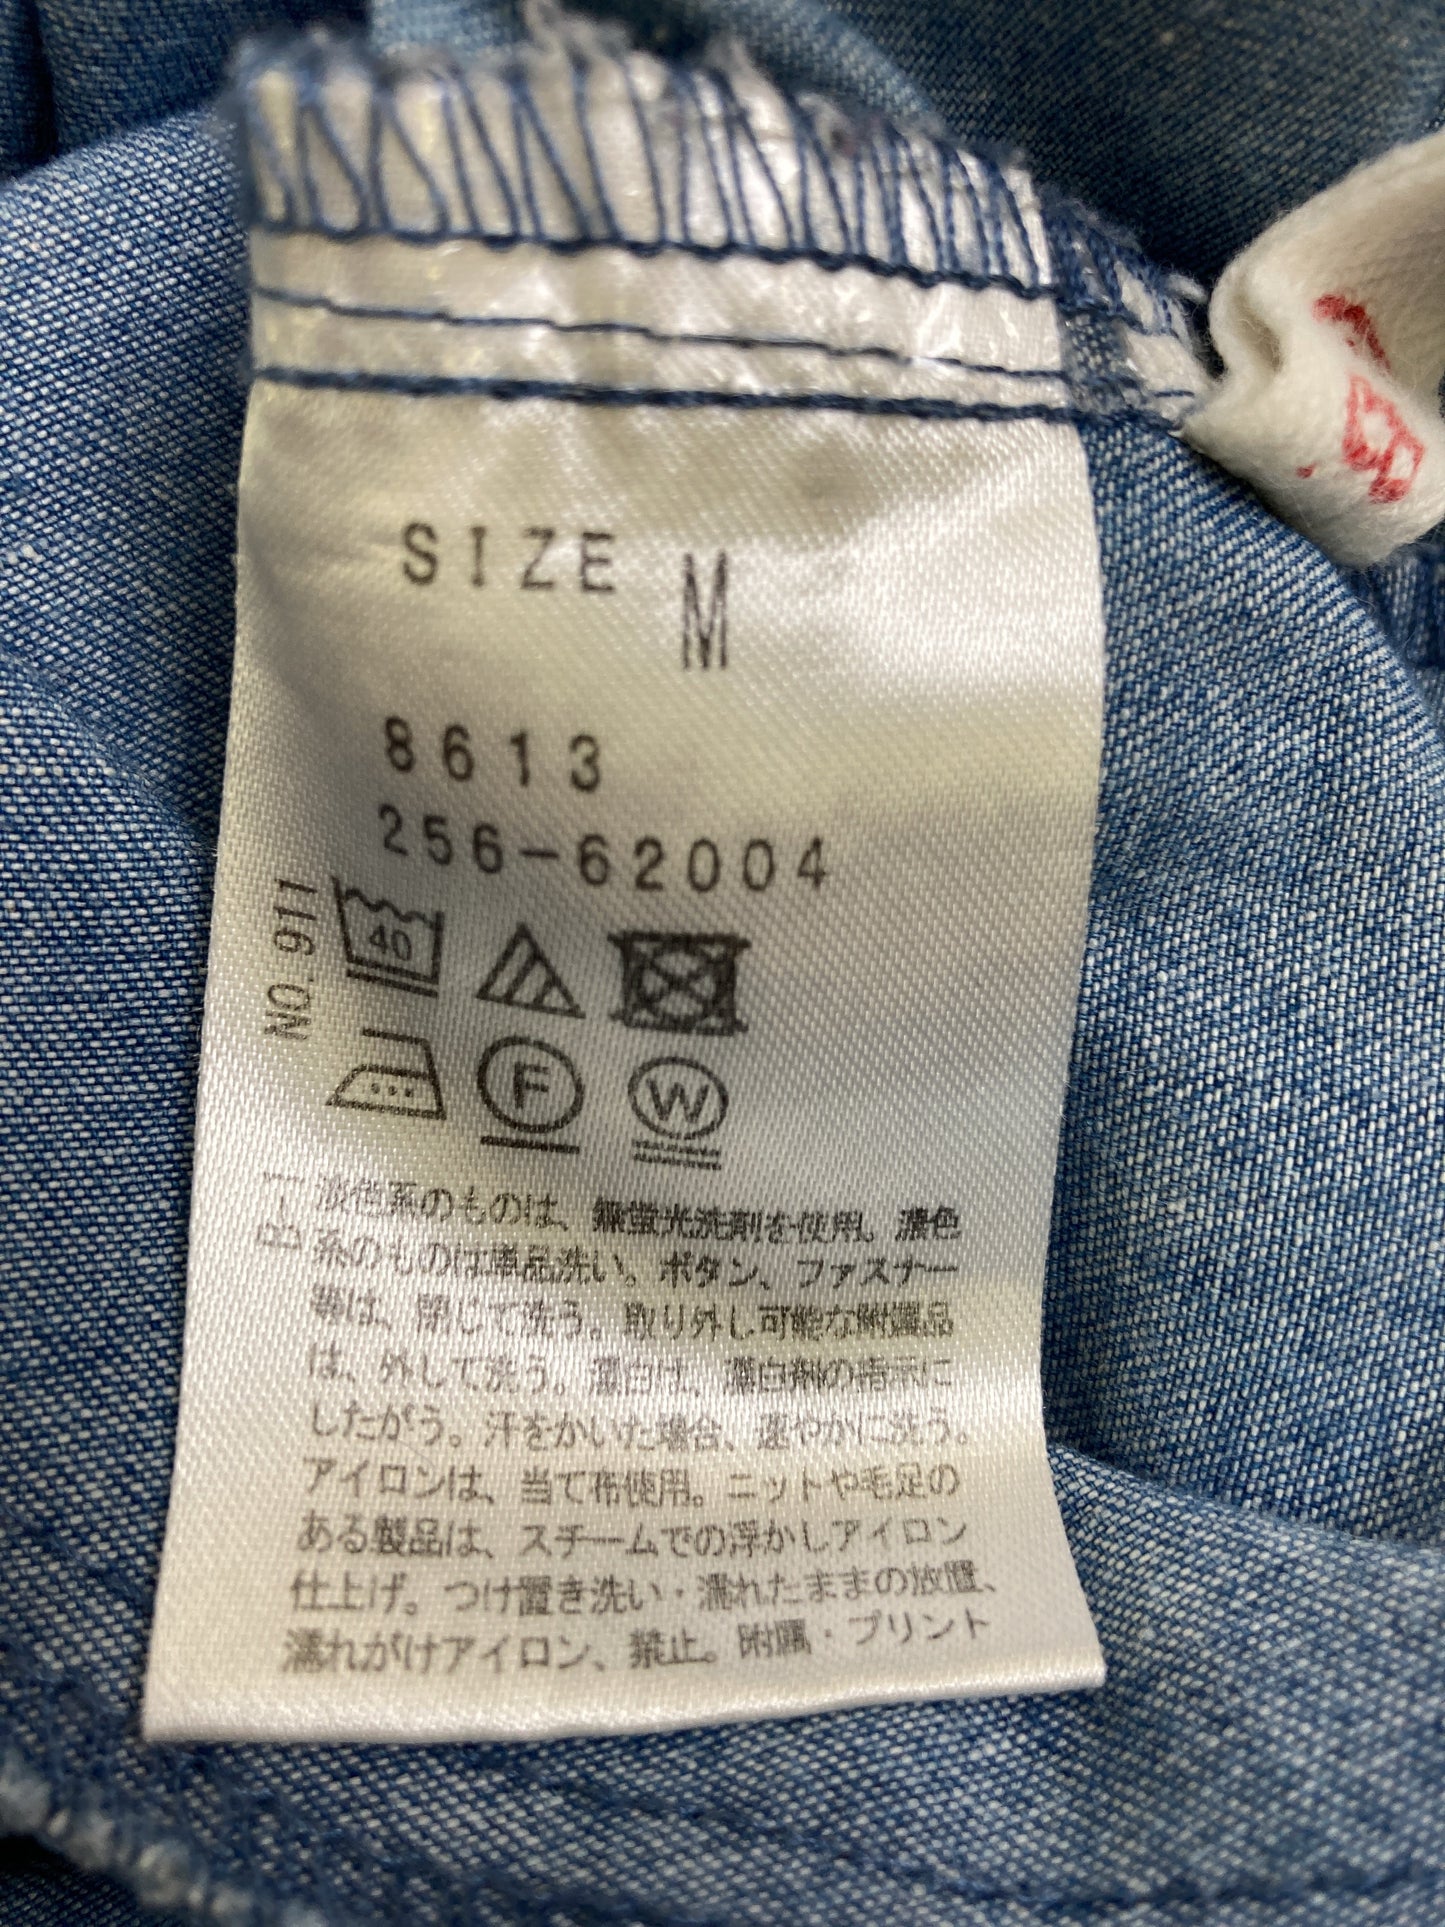 SIZE M
8613
256-62004
NO.911
40
F
W
1-B
淡色系のものは、無蛍光洗剤を使用。濃色
系のものは単品洗い。ボタン、ファスナー
等は、閉じて洗う。取り外し可能な附属品
は、外して洗う。漂白は、漂白剤の指示に
したがう。汗をかいた場合、速やかに洗う。
アイロンは、当て布使用。ニットや毛足の
ある製品は、スチームでの浮かしアイロン
仕上げ。つけ置き洗い・濡れたままの放置、
濡れがけアイロン、禁止。附属・プリント